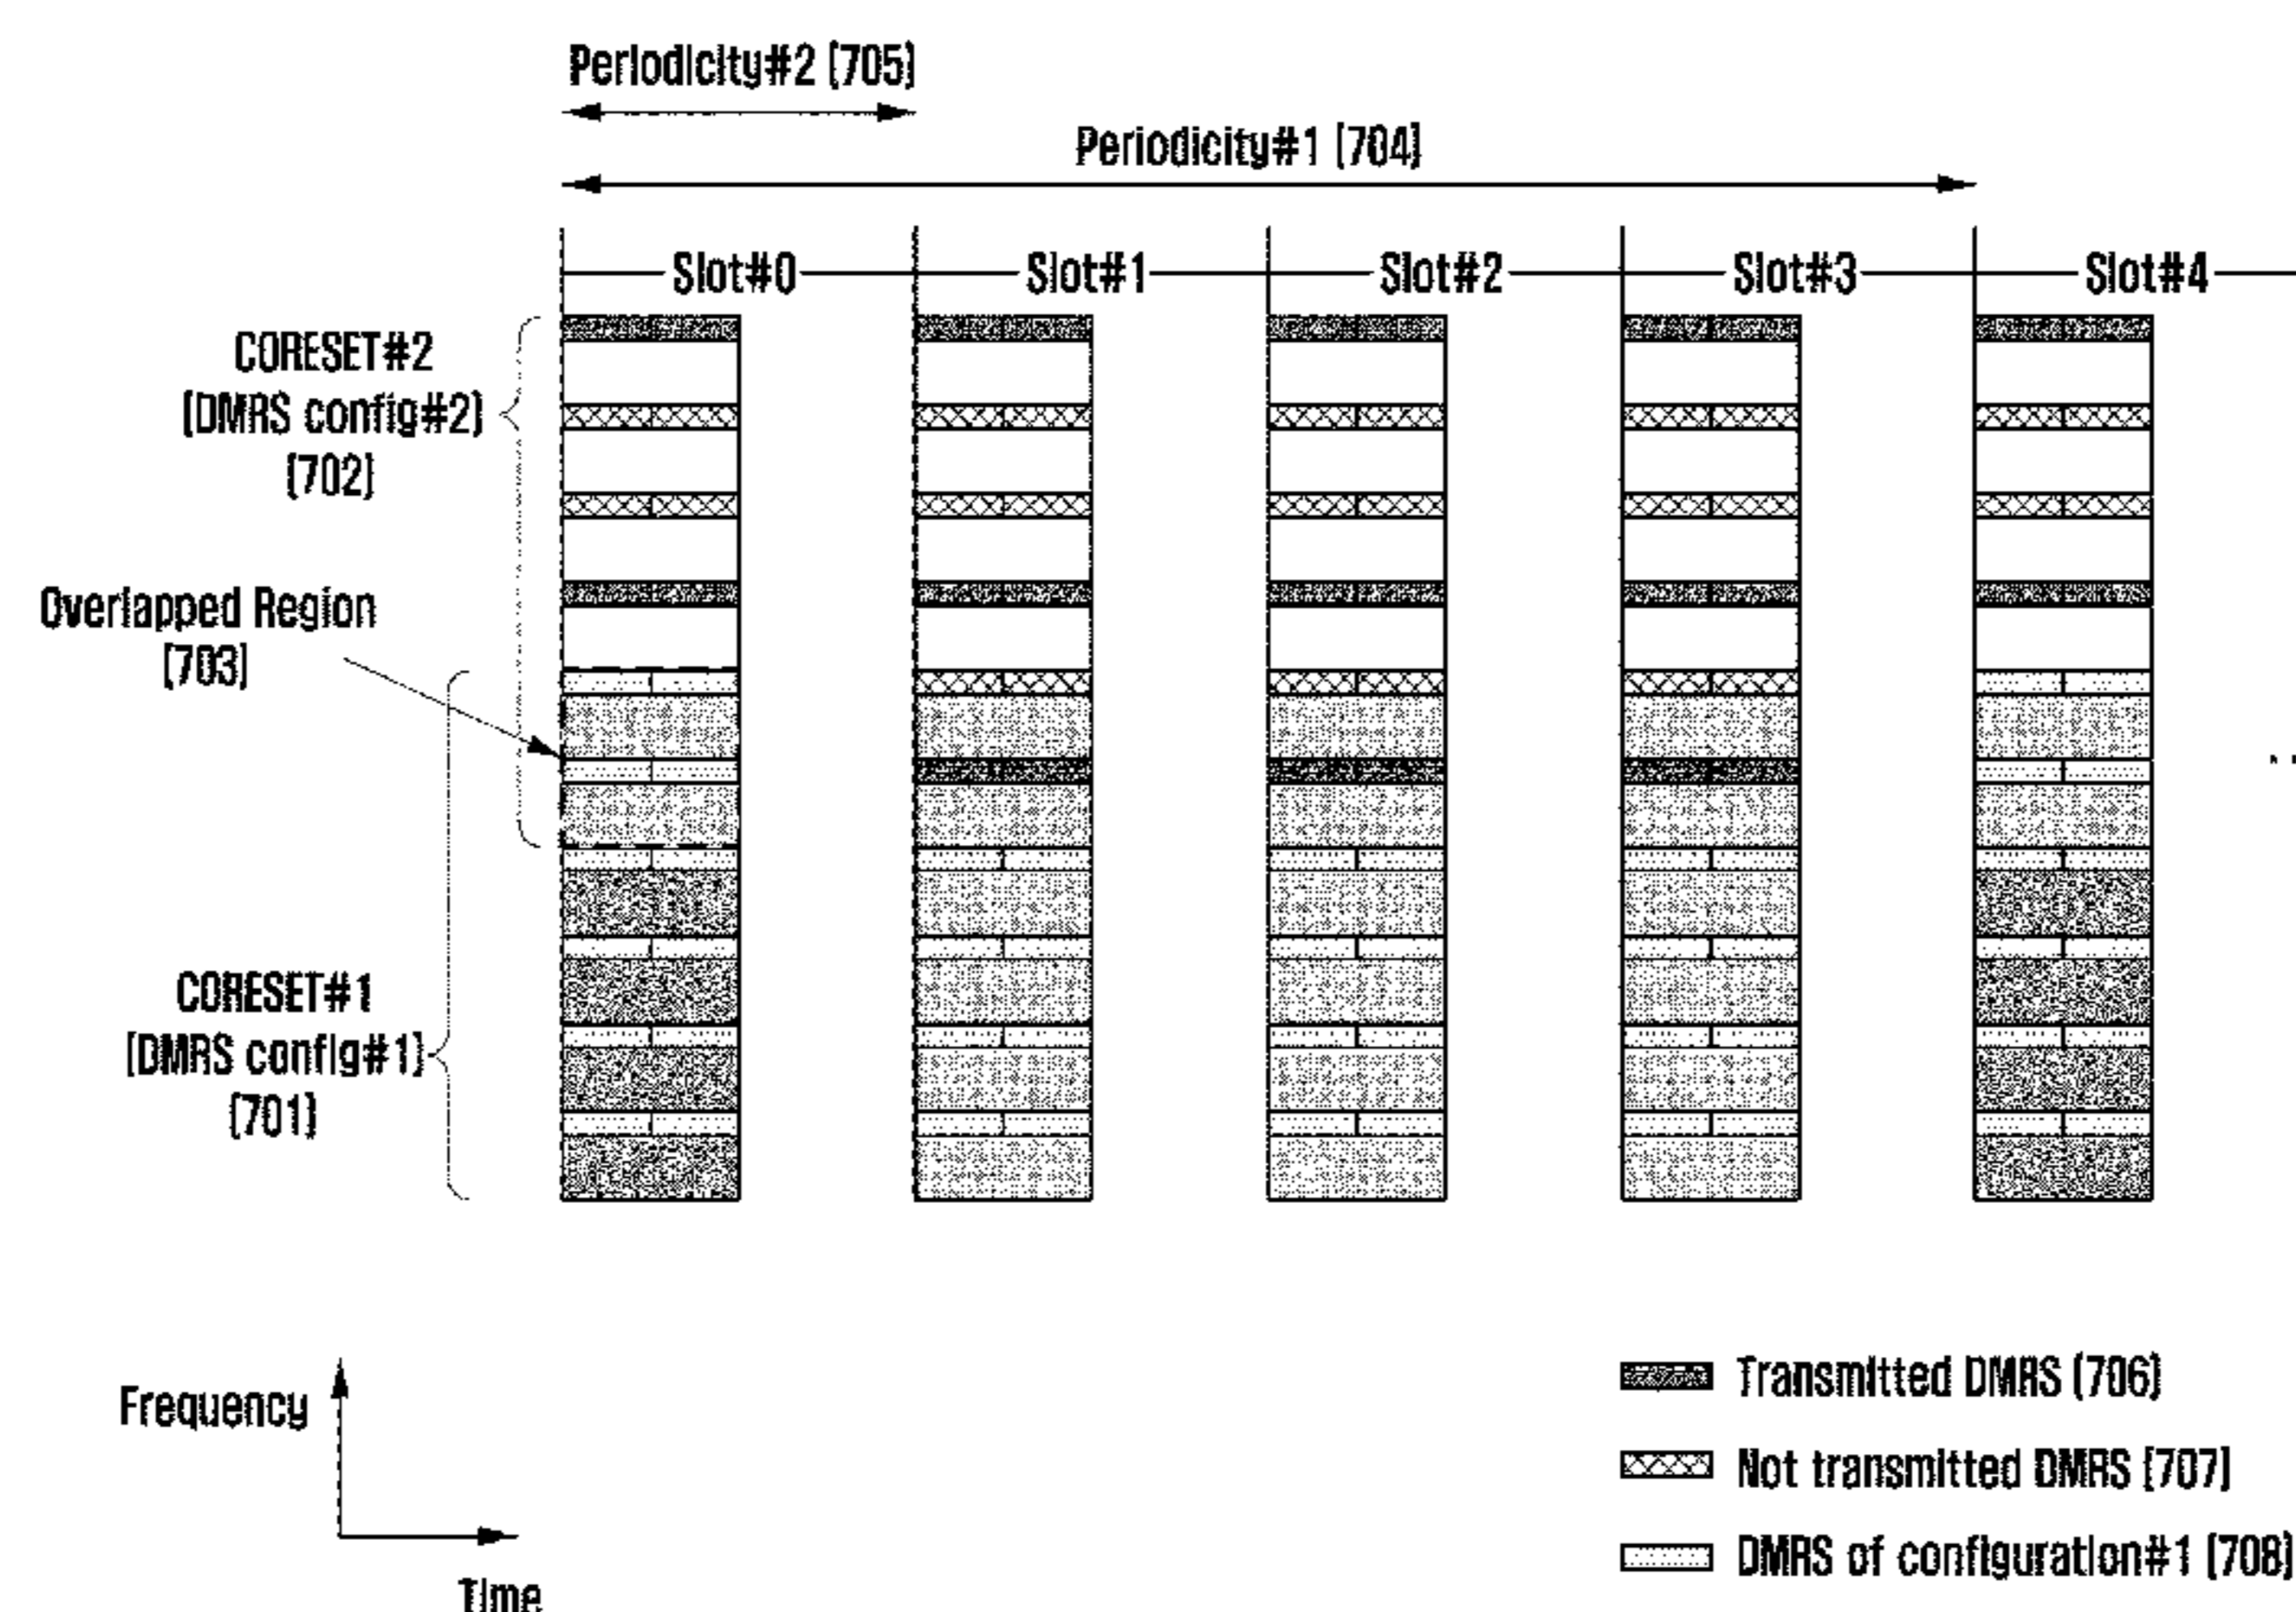 Periodicity#2 [705]
Periodicity#1 [704]
Slot#0 Slot#1 Slot#2 Slot#3 Slot#4
CORESET#2
[DMRS config#2]
[702]
Overlapped Region
[703]
CORESET#1
[DMRS config#1]
[701]
Frequency
Time
Transmitted DMRS [706]
Not transmitted DMRS [707]
DMRS of configuration#1 [708]